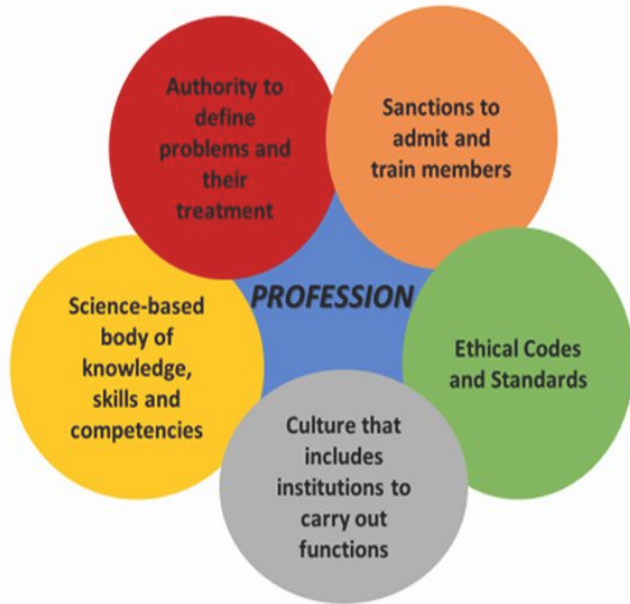 Authority to
define
problems and
their
treatment
Sanctions to
admit and
train members
PROFESSION
Science-based
body of
knowledge,
skills and
competencies
Ethical Codes
and Standards
Culture that
includes
institutions to
carry out
functions